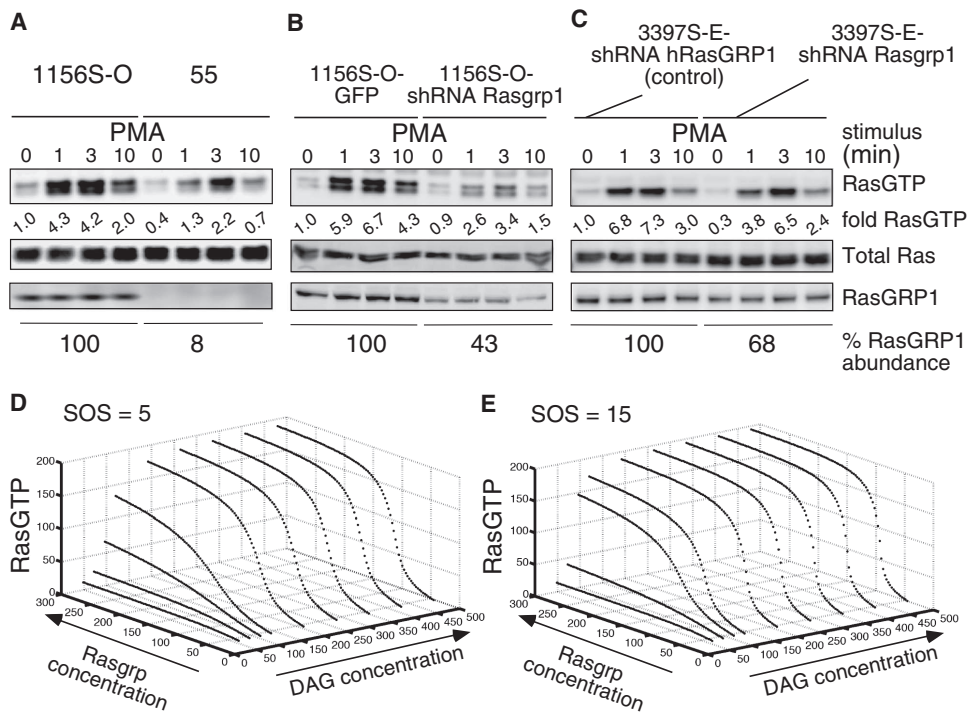 A
1156S-O
55
PMA
0 1 3 10 0 1 3 10
1.0 4.3 4.2 2.0 0.4 1.3 2.2 0.7
100
8
B
1156S-O-
GFP
1156S-O-
shRNA Rasgrp1
PMA
0 1 3 10 0 1 3 10
1.0 5.9 6.7 4.3 0.9 2.6 3.4 1.5
100
43
C
3397S-E-
shRNA hRasGRP1
(control)
3397S-E-
shRNA Rasgrp1
PMA
stimulus
(min)
0 1 3 10 0 1 3 10
RasGTP
1.0 6.8 7.3 3.0 0.3 3.8 6.5 2.4
fold RasGTP
Total Ras
RasGRP1
100
68
% RasGRP1
abundance
D
SOS = 5
RasGTP
200
150
100
50
0
300
250
200
150
100
50
0
Rasgrp
concentration
0 50 100 150 200 250 300 350 400 450 500
DAG concentration
E
SOS = 15
RasGTP
200
150
100
50
0
300
250
200
150
100
50
0
Rasgrp
concentration
0 50 100 150 200 250 300 350 400 450 500
DAG concentration